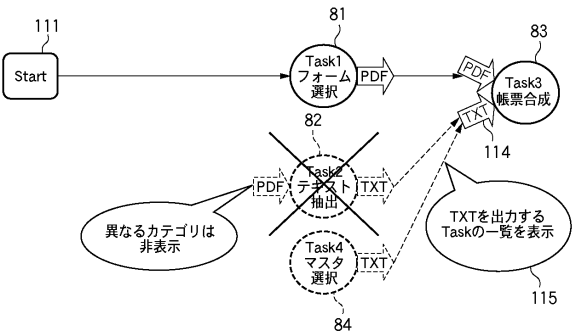 111
81
83
Start
Task1
フォーム
選択
PDF
PDF
Task3
帳票合成
TXT
114
82
Task2
テキスト
抽出
PDF
TXT
異なるカテゴリは
非表示
TXTを出力する
Taskの一覧を表示
Task4
マスタ
選択
TXT
84
115